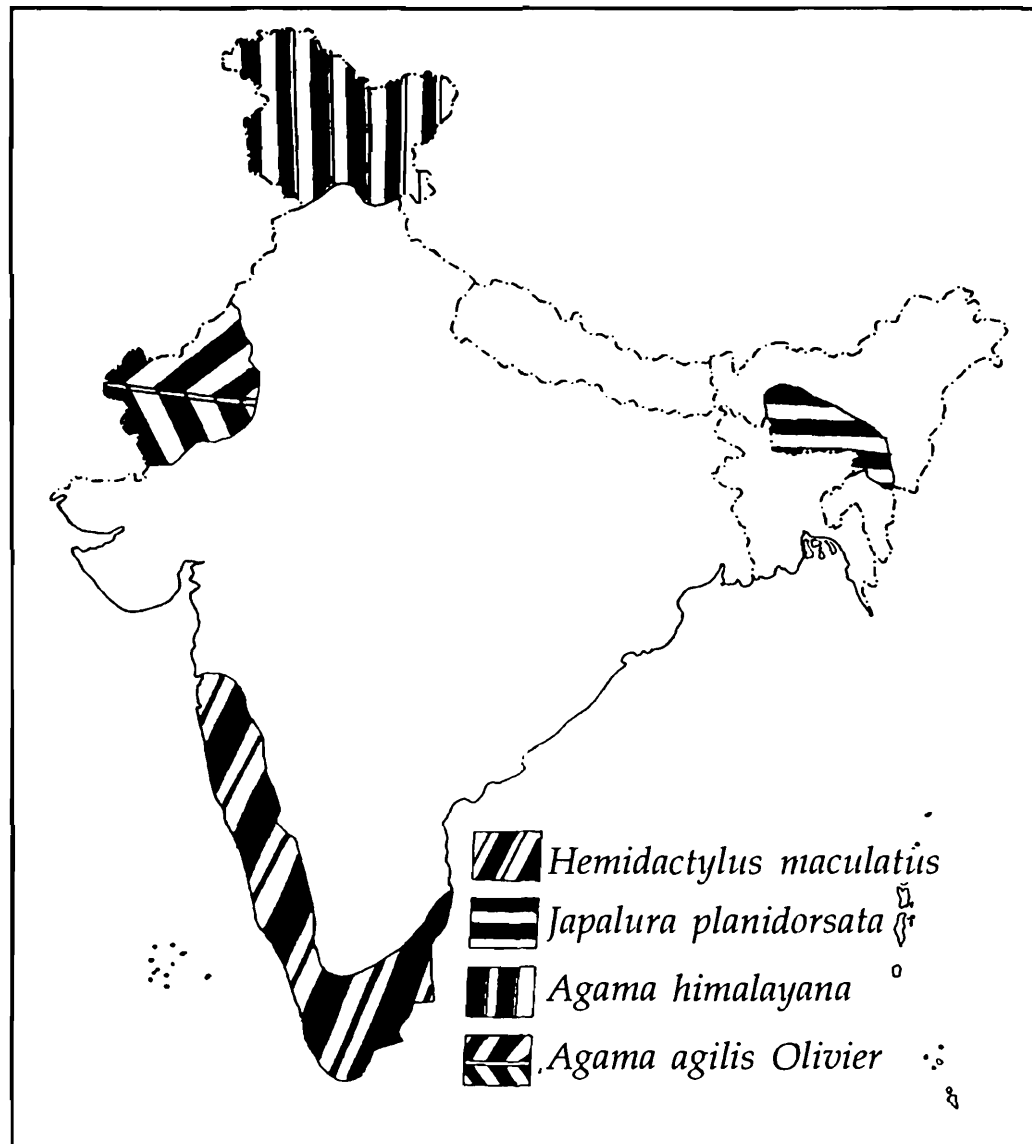 Hemidactylus maculatus
Japalura planidorsata
Agama himalayana
Agama agilis Olivier